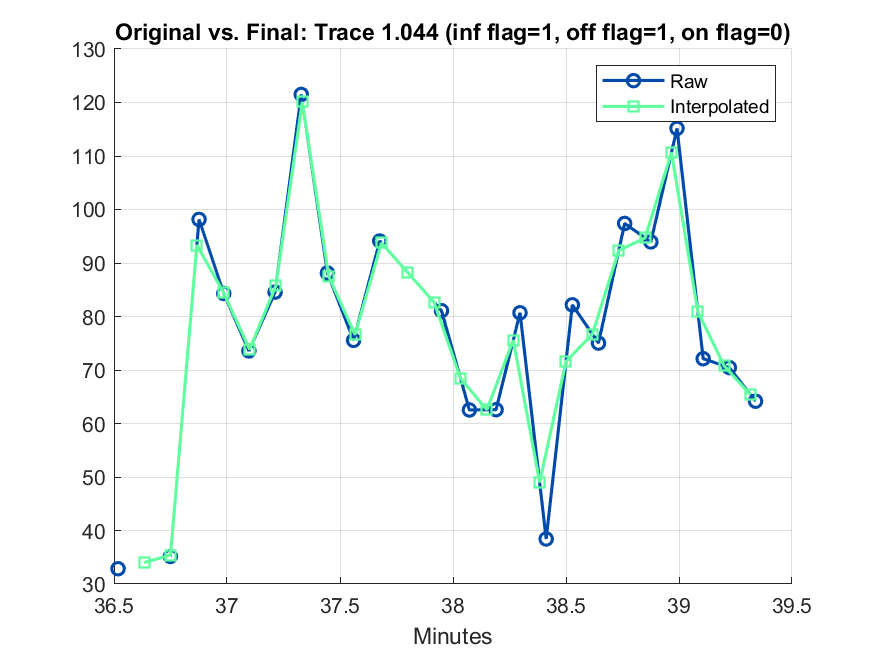 Original vs. Final: Trace 1.044 (inf flag=1, off flag=1, on flag=0)
130
120
110
100
90
80
70
60
50
40
30
Raw
Interpolated
36.5 37 37.5 38 38.5 39 39.5
Minutes